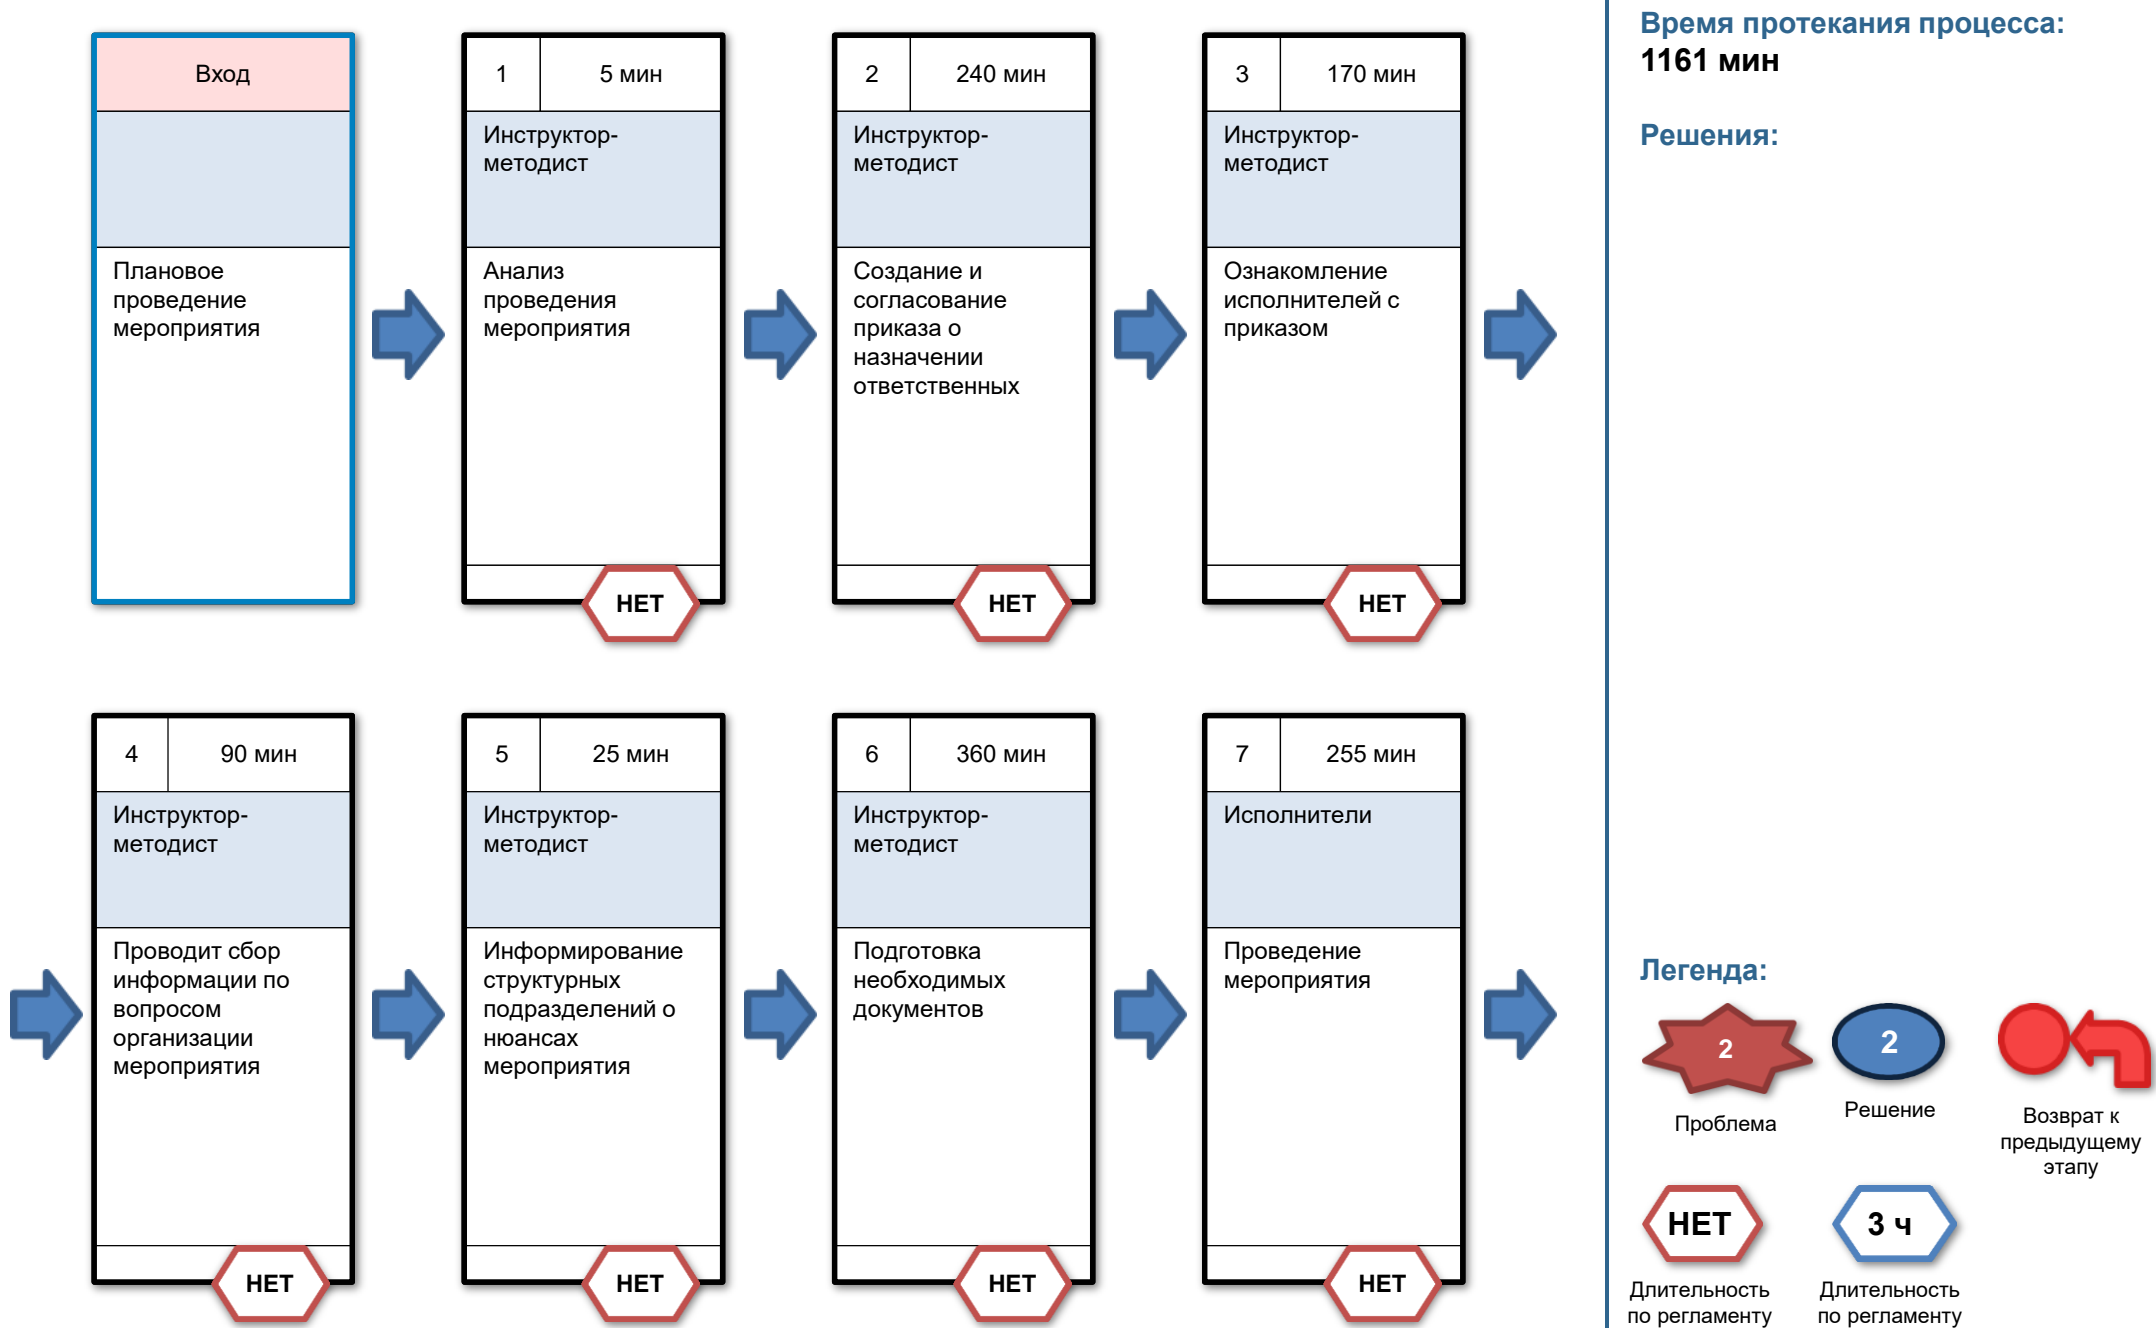 Вход
Плановое
проведение
мероприятия
1
5 мин
Инструктор-
методист
Анализ
проведения
мероприятия
НЕТ
2
240 мин
Инструктор-
методист
Создание и
согласование
приказа о
назначении
ответственных
НЕТ
3
170 мин
Инструктор-
методист
Ознакомление
исполнителей с
приказом
НЕТ
4
90 мин
Инструктор-
методист
Проводит сбор
информации по
вопросом
организации
мероприятия
НЕТ
5
25 мин
Инструктор-
методист
Информирование
структурных
подразделений о
нюансах
мероприятия
НЕТ
6
360 мин
Инструктор-
методист
Подготовка
необходимых
документов
НЕТ
7
255 мин
Исполнители
Проведение
мероприятия
НЕТ
Время протекания процесса:
1161 мин
Решения:
Легенда:
2
Проблема
2
Решение
Возврат к
предыдущему
этапу
НЕТ
Длительность
по регламенту
3 ч
Длительность
по регламенту